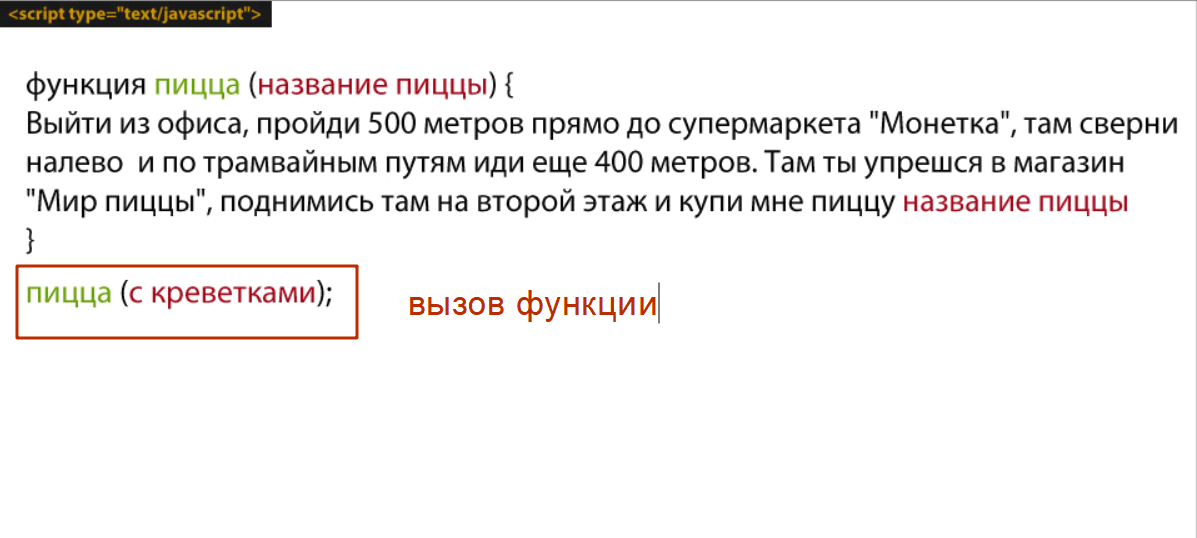 <script type="text/javascript">
функция пицца (название пиццы) {
Выйти из офиса, пройди 500 метров прямо до супермаркета "Монетка", там сверни
налево и по трамвайным путям иди еще 400 метров. Там ты упрешся в магазин
"Мир пиццы", поднимись там на второй этаж и купи мне пиццу название пиццы
}
пицца (с креветками);
вызов функции